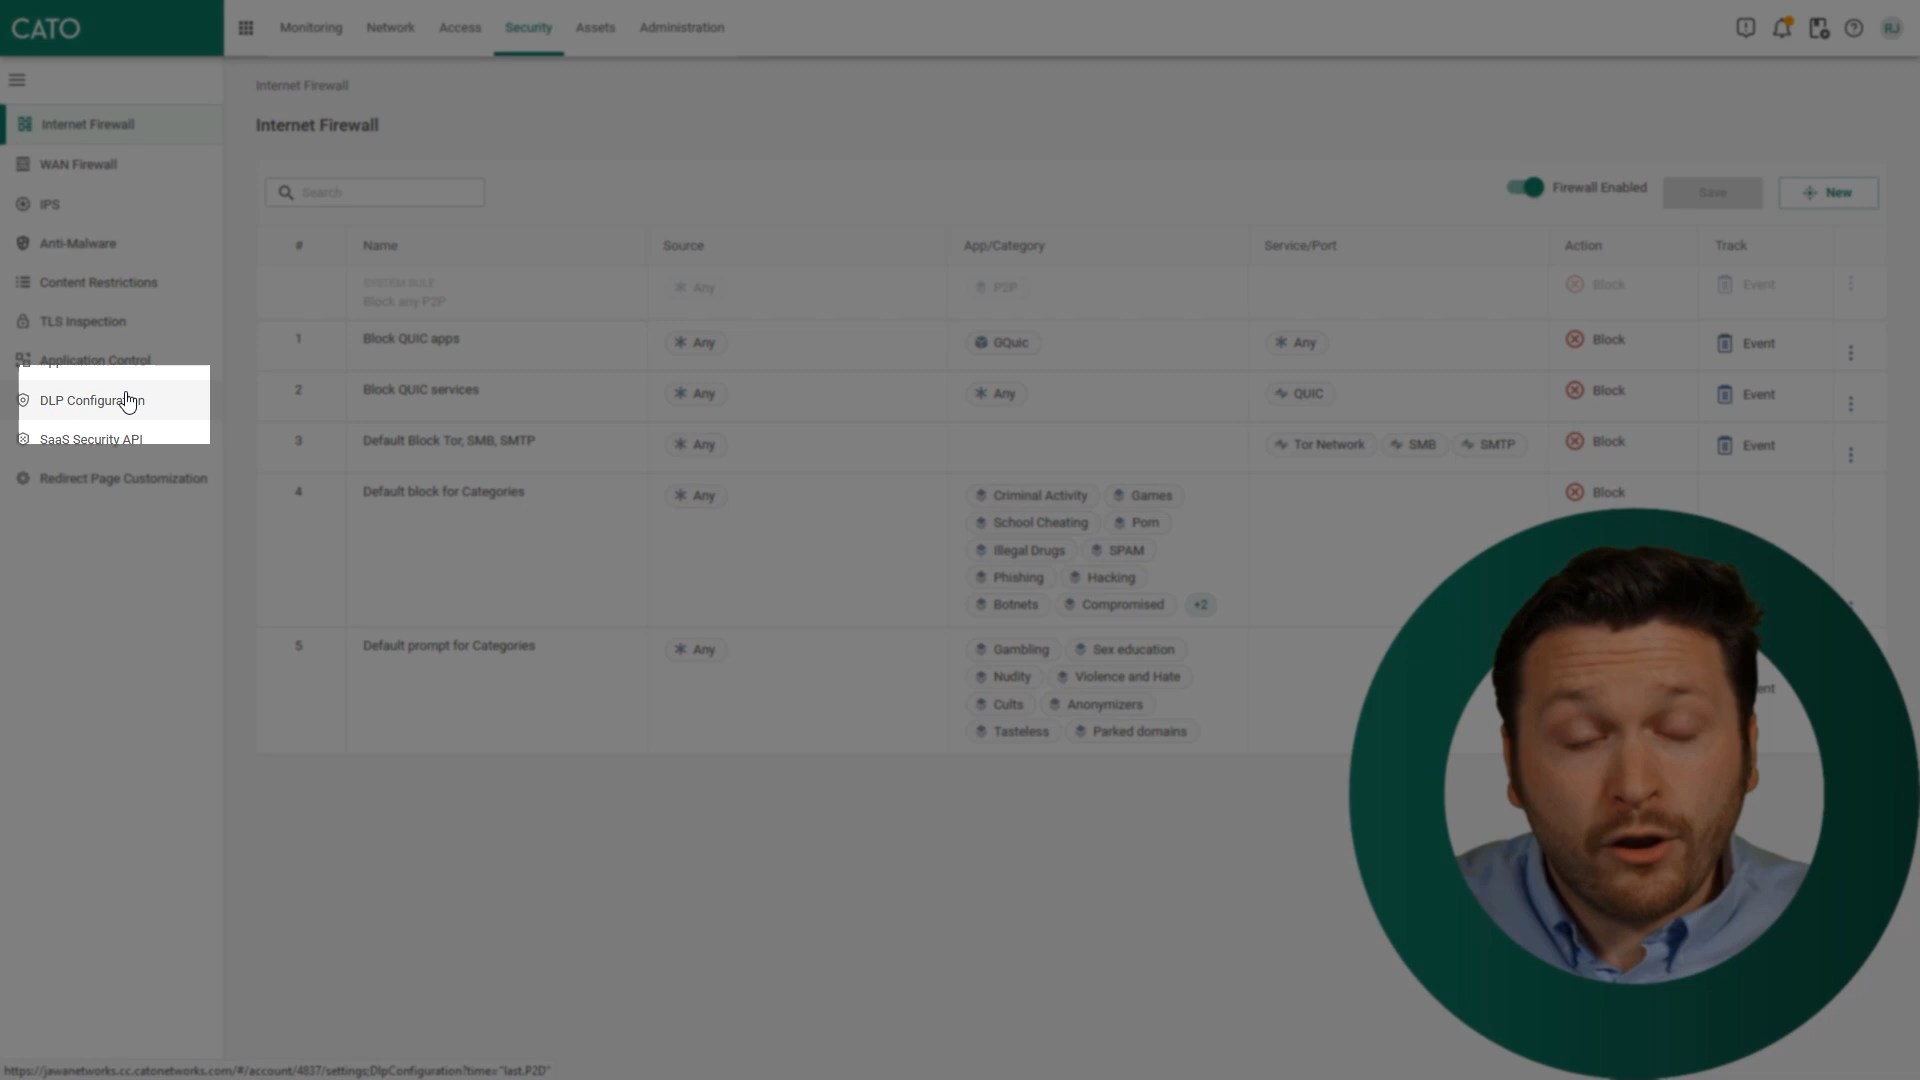 CATO
Monitoring Network Access Security Assets Administration
RJ
Internet Firewall
WAN Firewall
IPS
Anti-Malware
Content Restrictions
TLS Inspection
Application Control
DLP Configuration
SaaS Security API
Redirect Page Customization
Internet Firewall
Internet Firewall
Search
Firewall Enabled
Save
New
# Name Source App/Category Service/Port Action Track
SYSTEM RULE
Block any P2P Any P2P Block Event
1 Block QUIC apps Any GQuic Any Block Event
2 Block QUIC services Any Any QUIC Block Event
3 Default Block Tor, SMB, SMTP Any Tor Network SMB SMTP Block Event
4 Default block for Categories Any Criminal Activity Games Block
School Cheating Porn
Illegal Drugs SPAM
Phishing Hacking
Botnets Compromised +2
5 Default prompt for Categories Any Gambling Sex education
Nudity Violence and Hate
Cults Anonymizers
Tasteless Parked domains
https://jawanetworks.cc.catonetworks.com/#/account/4837/settings;DlpConfiguration?time="last.P2D"